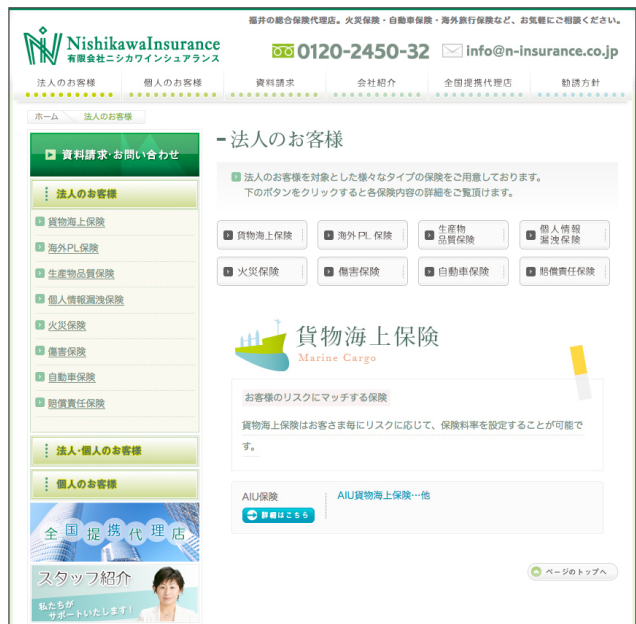 福井の総合保険代理店。火災保険・自動車保険・海外旅行保険など、お気軽にご相談ください。
NishikawaInsurance
有限会社ニシカワインシュアランス
0120-2450-32
info@n-insurance.co.jp
法人のお客様 個人のお客様 資料請求 会社紹介 全国提携代理店 勧誘方針
ホーム 法人のお客様
資料請求・お問い合わせ
法人のお客様
貨物海上保険
海外PL保険
生産物品質保険
個人情報漏洩保険
火災保険
傷害保険
自動車保険
賠償責任保険
法人・個人のお客様
個人のお客様
全国提携代理店
スタッフ紹介
私たちが
サポートいたします!
法人のお客様
法人のお客様を対象とした様々なタイプの保険をご用意しております。
下のボタンをクリックすると各保険内容の詳細をご覧頂けます。
貨物海上保険 海外PL保険 生産物品質保険 個人情報漏洩保険
火災保険 傷害保険 自動車保険 賠償責任保険
貨物海上保険
Marine Cargo
お客様のリスクにマッチする保険
貨物海上保険はお客さま毎にリスクに応じて、保険料率を設定することが可能で
す。
AIU保険 AIU貨物海上保険…他
詳細はこちら
ページのトップへ